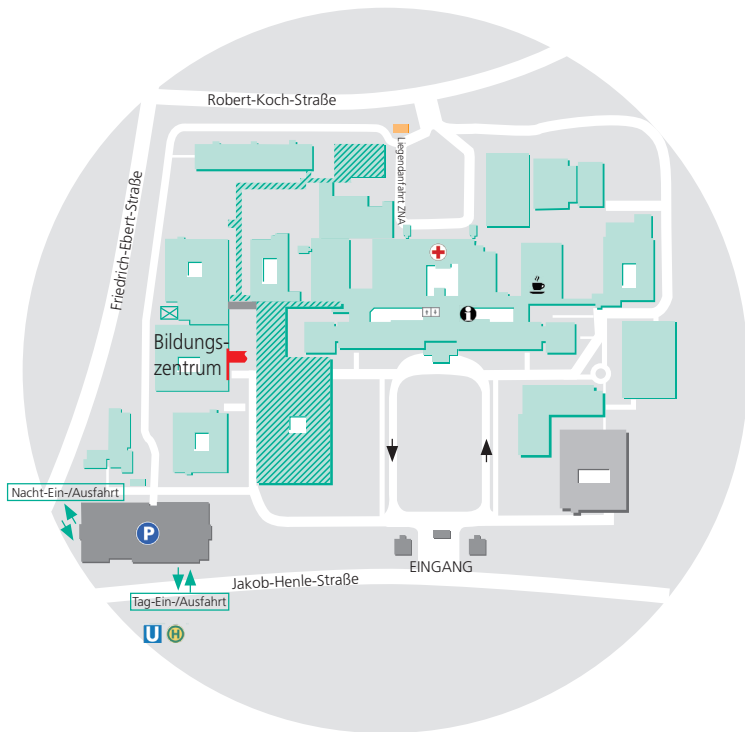 Robert-Koch-Straße
Liegendanfahrt ZNA
Friedrich-Ebert-Straße
i
Bildungs-
zentrum
Nacht-Ein-/Ausfahrt
P
EINGANG
Jakob-Henle-Straße
Tag-Ein-/Ausfahrt
U H